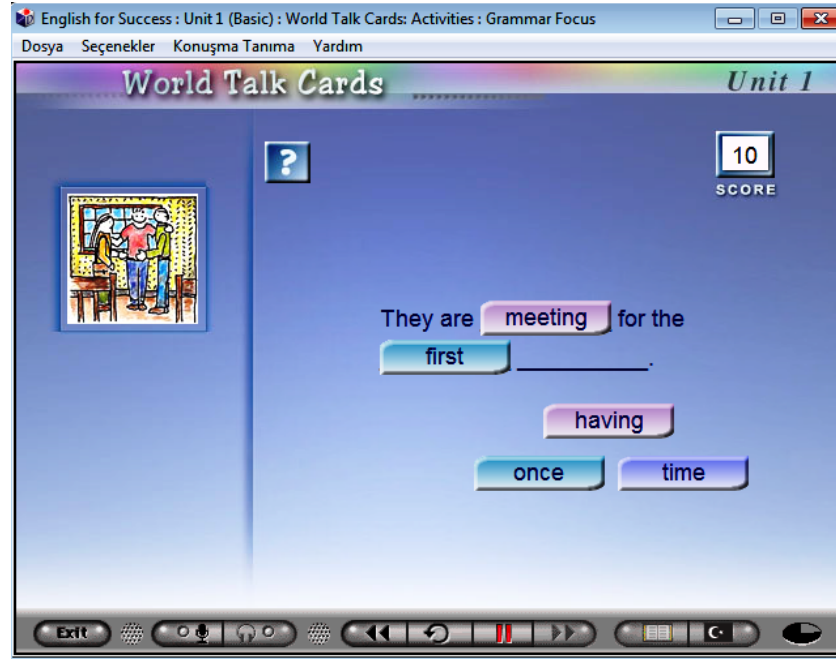 English for Success : Unit 1 (Basic) : World Talk Cards: Activities : Grammar Focus
Dosya Seçenekler Konuşma Tanıma Yardım
World Talk Cards Unit 1
?
10
SCORE
They are meeting for the
first __________.
having
once time
Exit